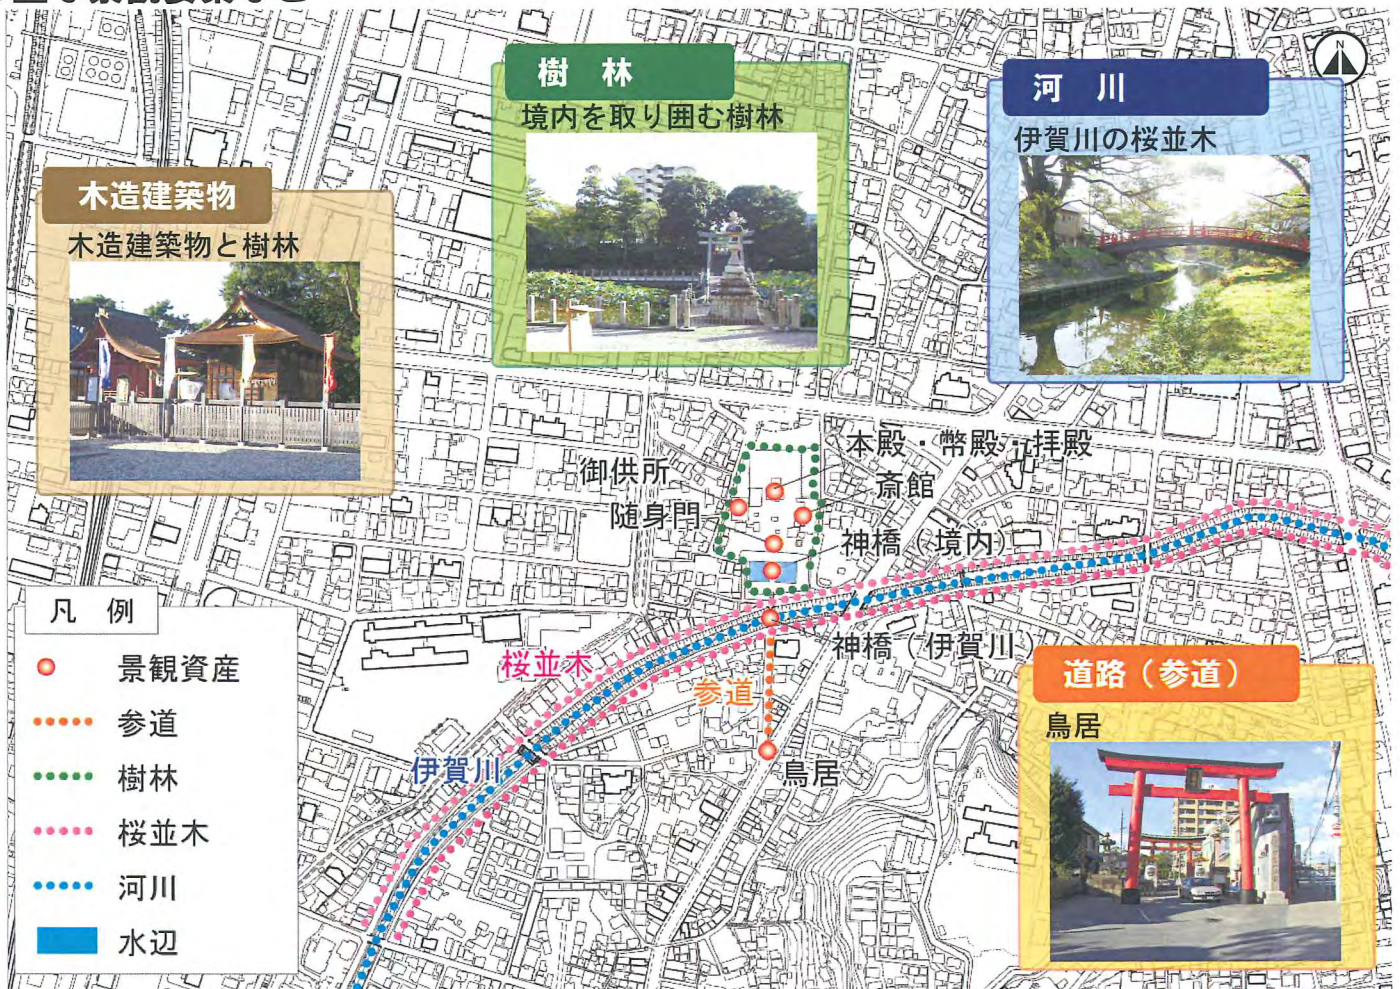 N
樹 林
境内を取り囲む樹林
河 川
伊賀川の桜並木
木造建築物
木造建築物と樹林
本殿・幣殿・拝殿
御供所
斎館
随身門
神橋（境内）
神橋（伊賀川）
桜並木
参道
伊賀川
鳥居
凡 例
景観資産
参道
樹林
桜並木
河川
水辺
道路（参道）
鳥居